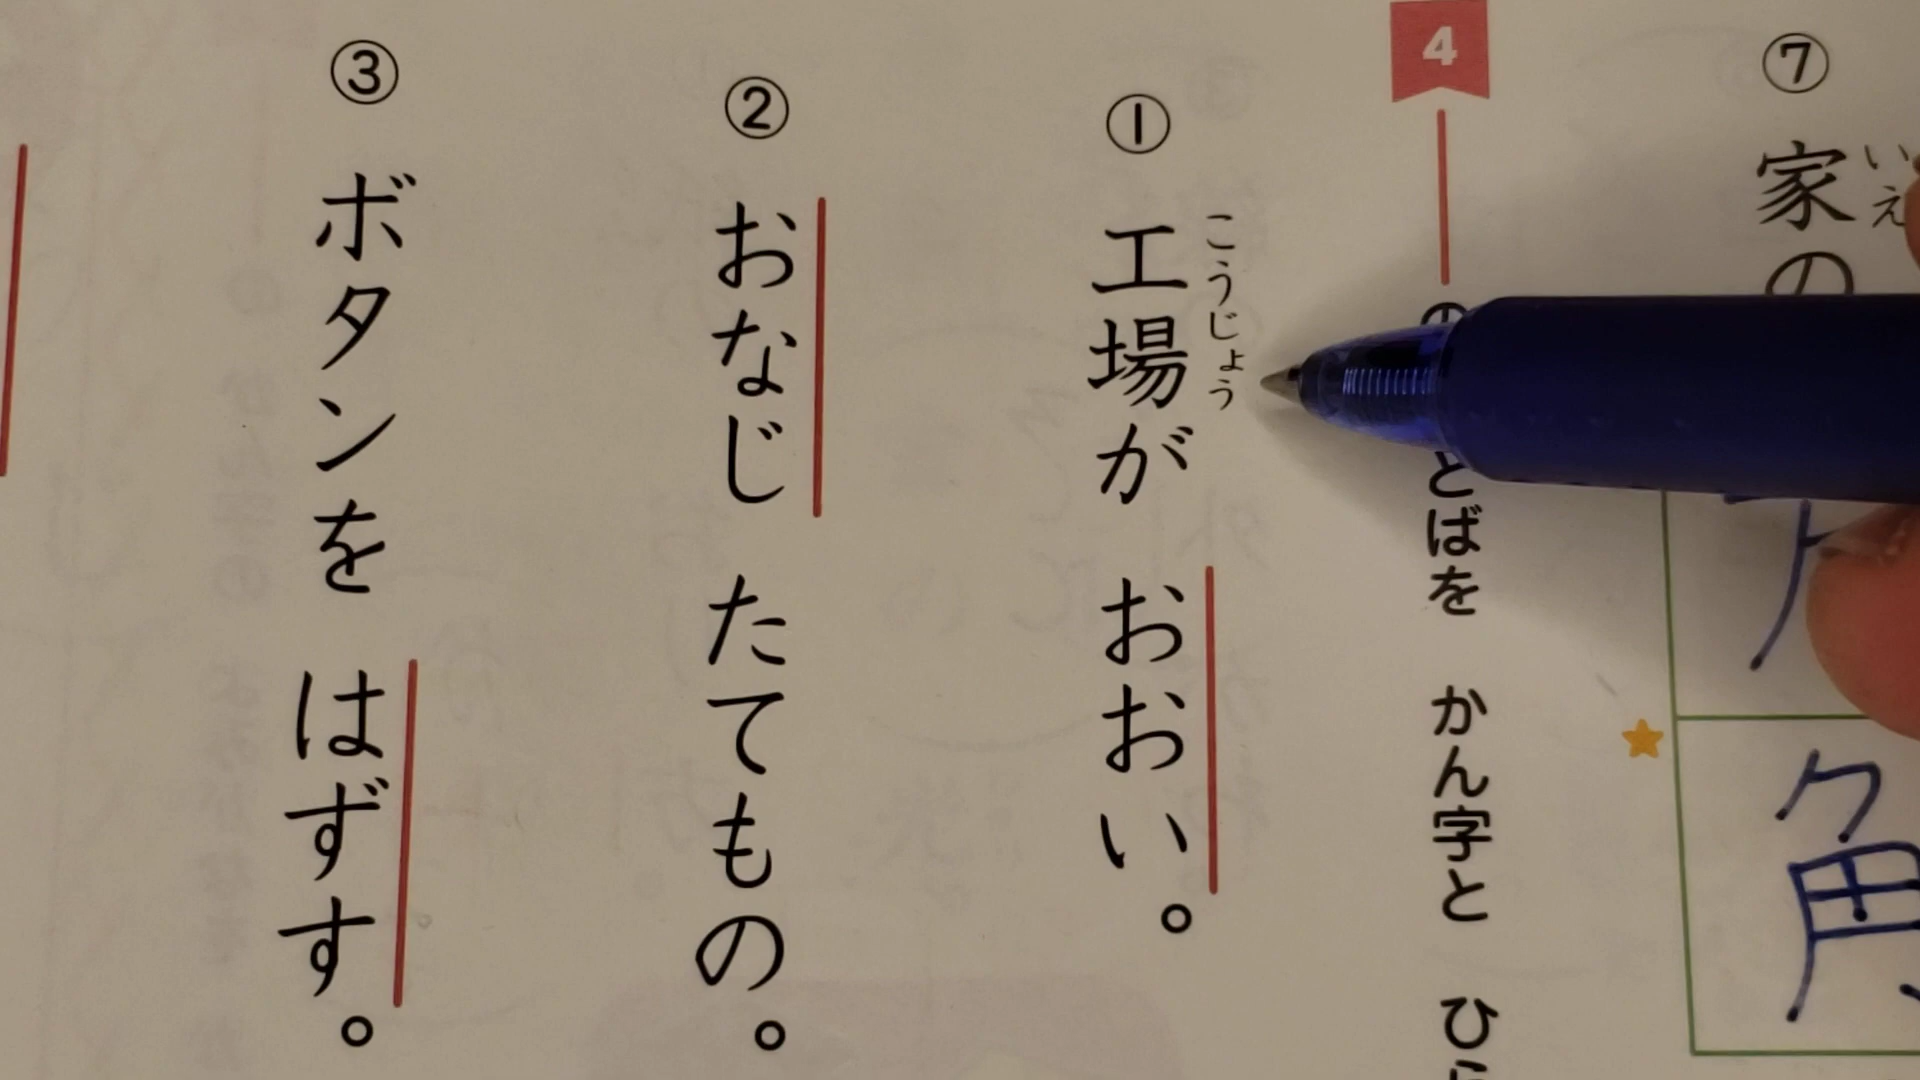 ⑦ 家の
いえ
角
4
とばを かん字と ひら
① 工場が おおい。
こうじょう
② おなじ たてもの。
③ ボタンを はずす。